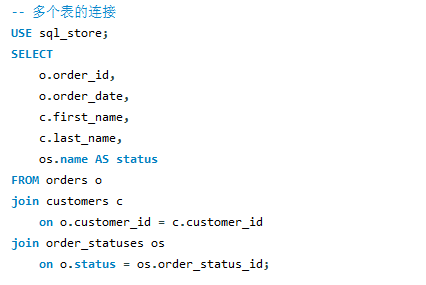 -- 多个表的连接
USE sql_store;
SELECT
    o.order_id,
    o.order_date,
    c.first_name,
    c.last_name,
    os.name AS status
FROM orders o
join customers c
    on o.customer_id = c.customer_id
join order_statuses os
    on o.status = os.order_status_id;